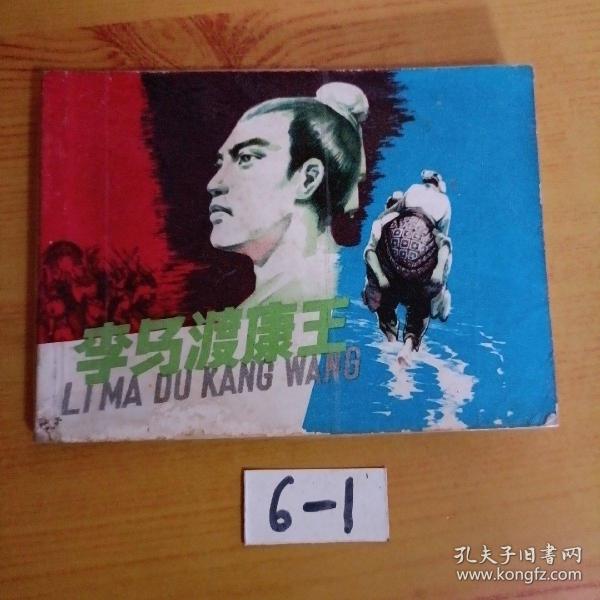 李马渡康王
LI MA DU KANG WANG
6-1
孔夫子旧书网
www.kongfz.com